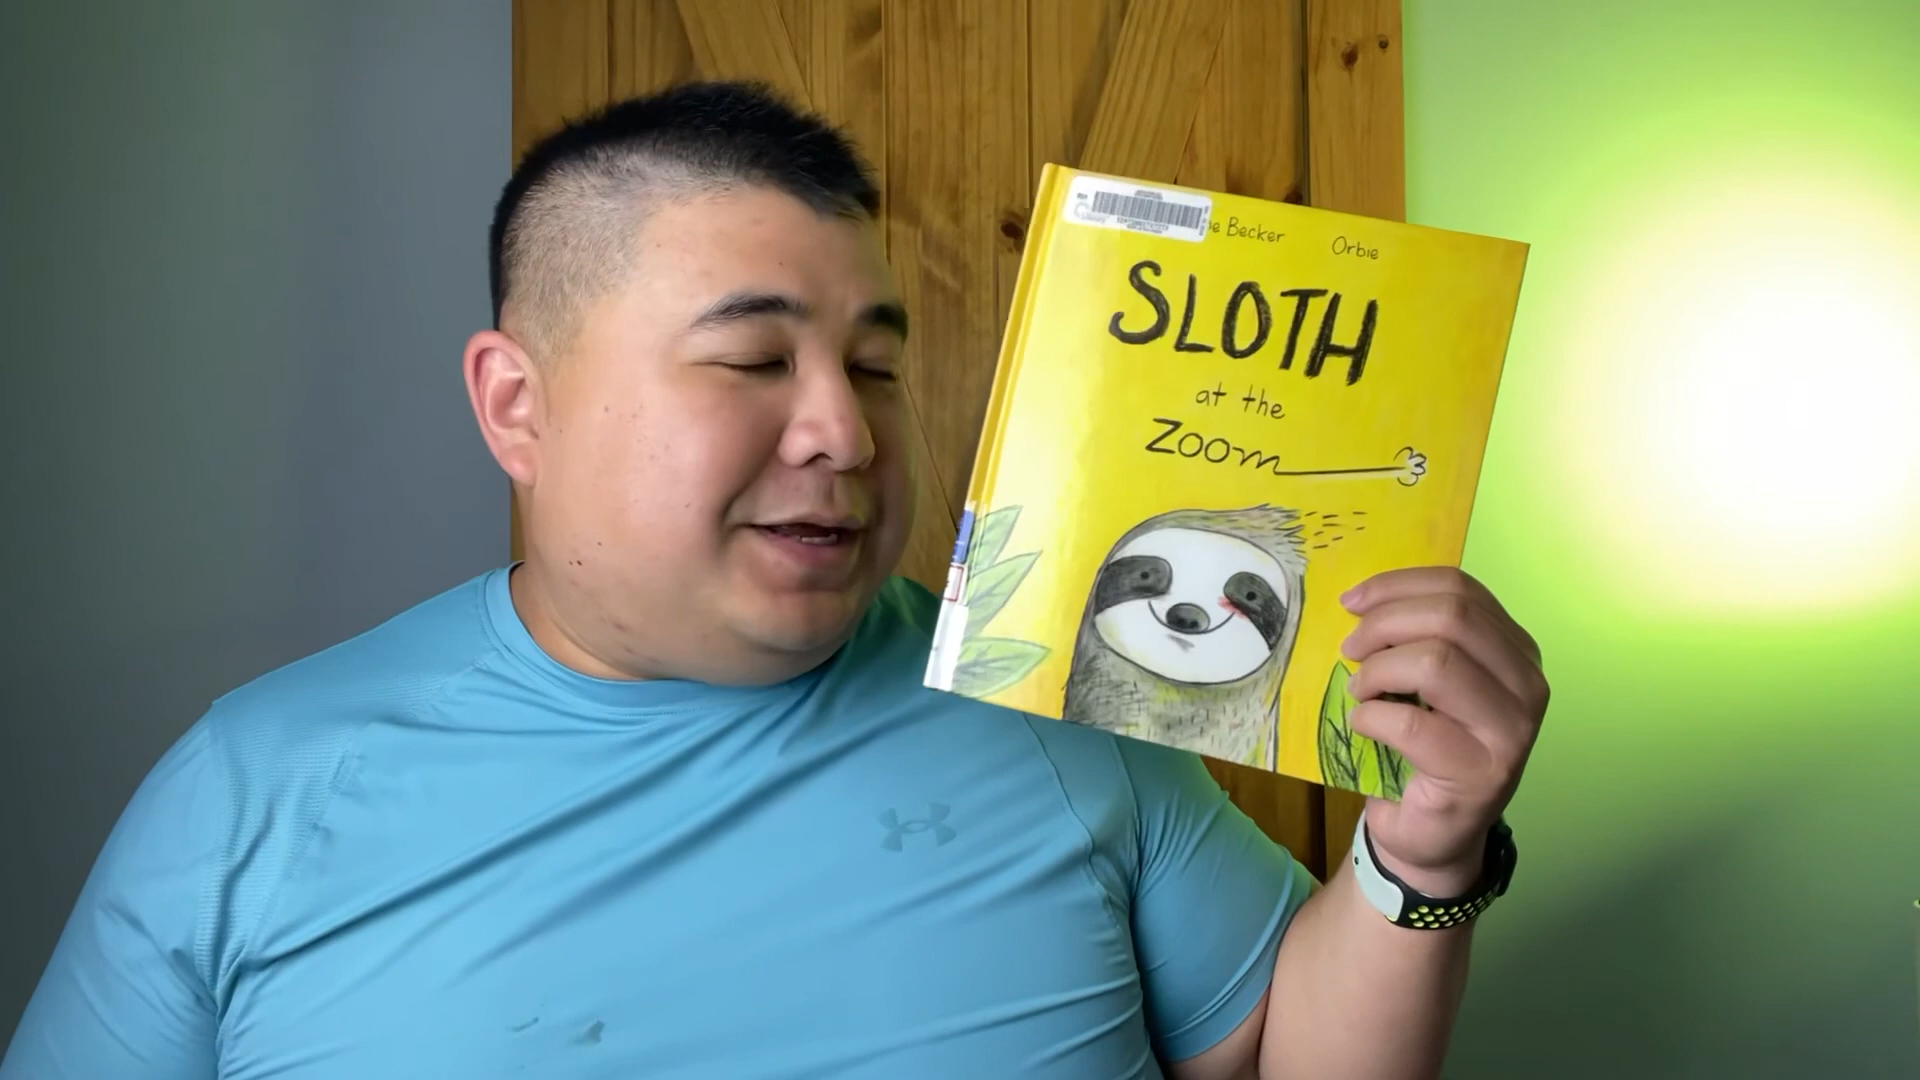 Becker Orbie
SLOTH
at the
Zoom